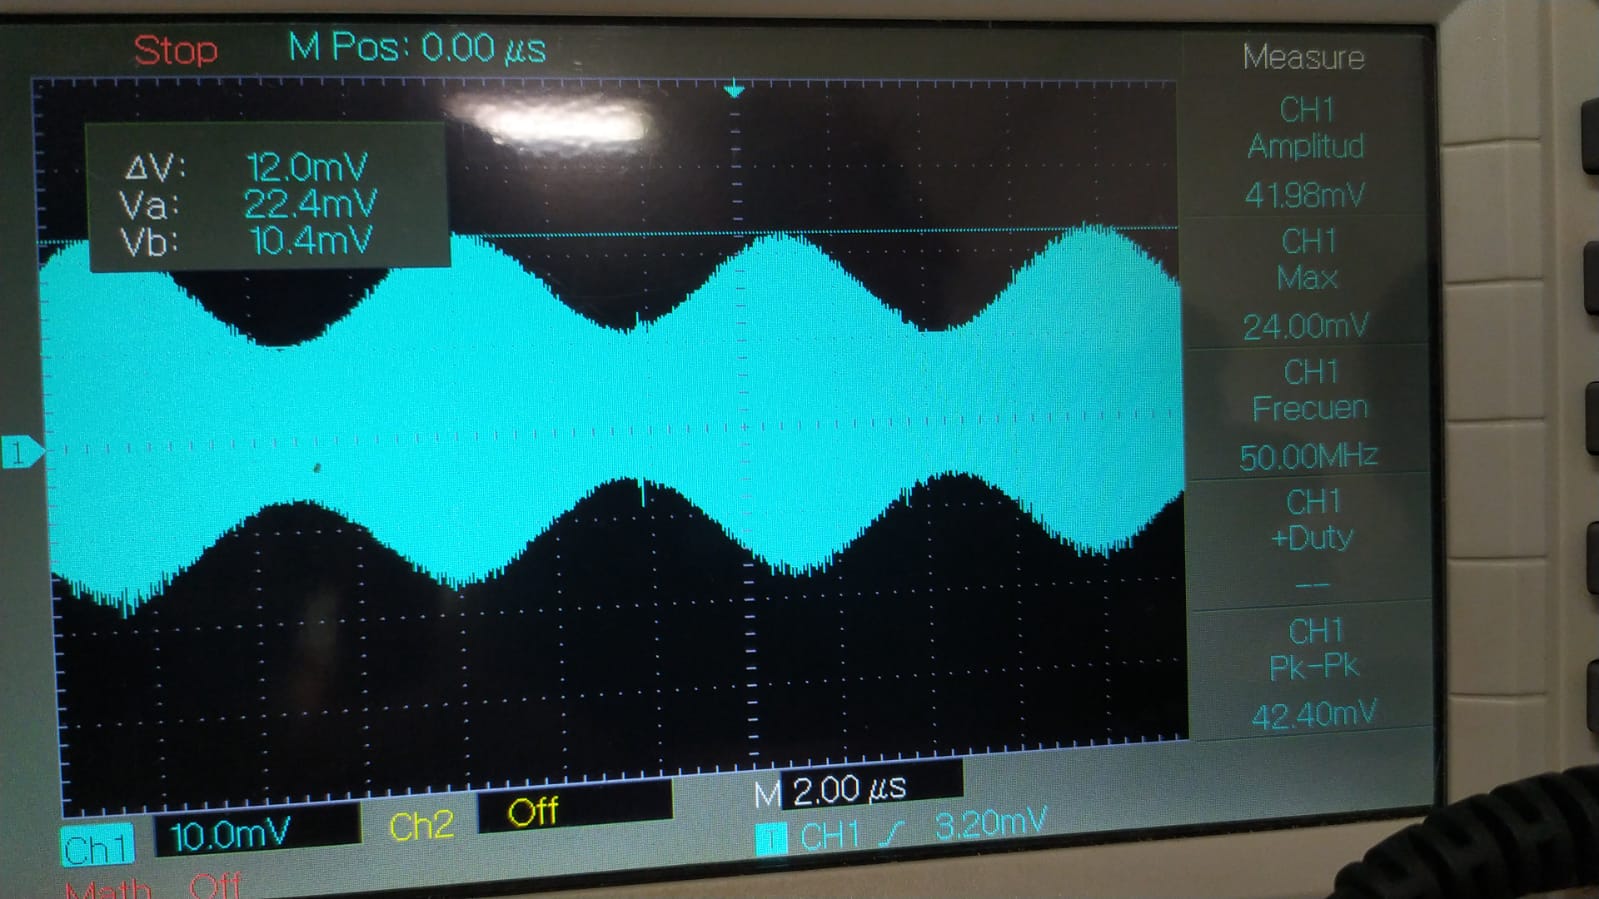 Stop M Pos: 0.00 µs
ΔV: 12.0mV
Va: 22.4mV
Vb: 10.4mV
1
Measure
CH1
Amplitud
41.98mV
CH1
Max
24.00mV
CH1
Frecuen
50.00MHz
CH1
+Duty
--
CH1
Pk-Pk
42.40mV
Ch1 10.0mV Ch2 Off M 2.00 µs
T CH1 3.20mV
Math Off